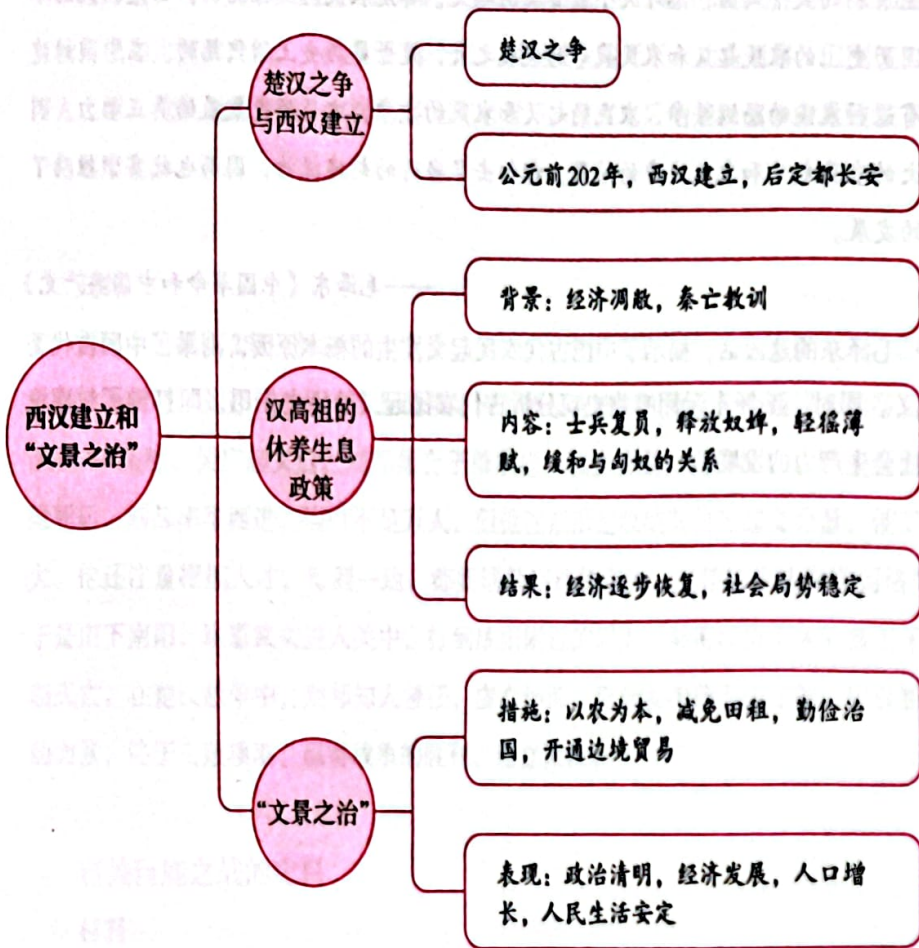 西汉建立和
“文景之治”
楚汉之争
与西汉建立
楚汉之争
公元前202年，西汉建立，后定都长安
汉高祖的
休养生息
政策
背景：经济凋敝，秦亡教训
内容：士兵复员，释放奴婢，轻徭薄
赋，缓和与匈奴的关系
结果：经济逐步恢复，社会局势稳定
“文景之治”
措施：以农为本，减免田租，勤俭治
国，开通边境贸易
表现：政治清明，经济发展，人口增
长，人民生活安定